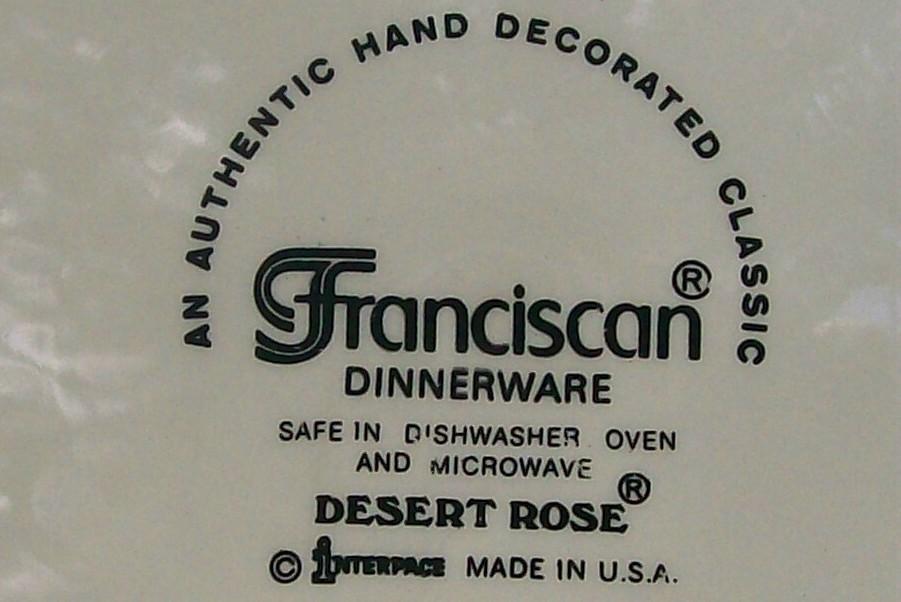 AN AUTHENTIC HAND DECORATED CLASSIC
Franciscan®
DINNERWARE
SAFE IN DISHWASHER OVEN
AND MICROWAVE
DESERT ROSE®
© INTERPACE MADE IN U.S.A.